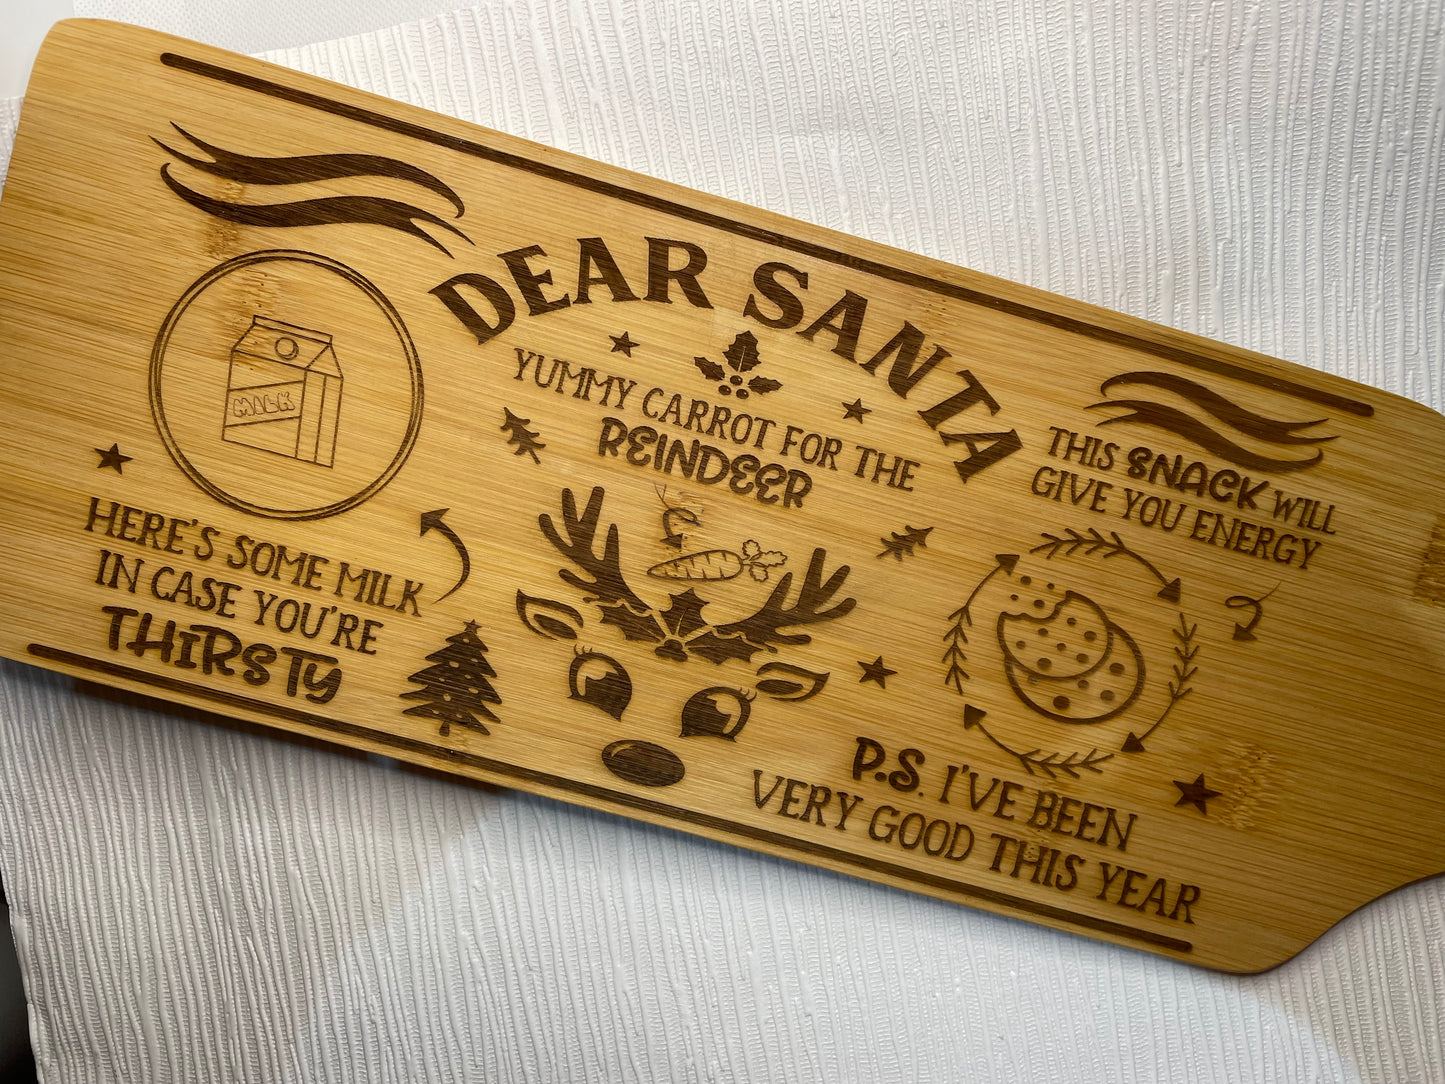 DEAR SANTA
YUMMY CARROT FOR THE
REINDEER
MILK
HERE'S SOME MILK
IN CASE YOU'RE
THIRSTY
THIS SNACK WILL
GIVE YOU ENERGY
P.S. I'VE BEEN
VERY GOOD THIS YEAR